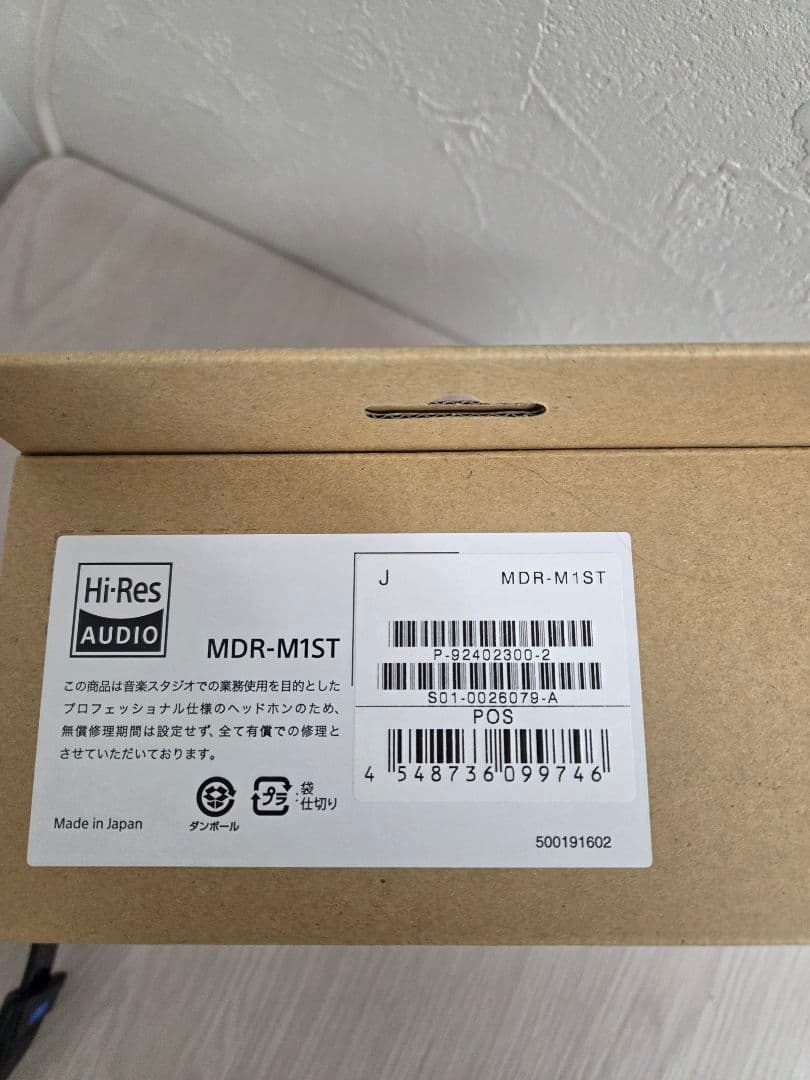 Hi-Res
AUDIO
MDR-M1ST
この商品は音楽スタジオでの業務使用を目的とした
プロフェッショナル仕様のヘッドホンのため、
無償修理期間は設定せず、全て有償での修理と
させていただいております。
ダンボール
プラ
:袋
:仕切り
Made in Japan
J MDR-M1ST
P-92402300-2
S01-0026079-A
POS
4 548736 099746
500191602